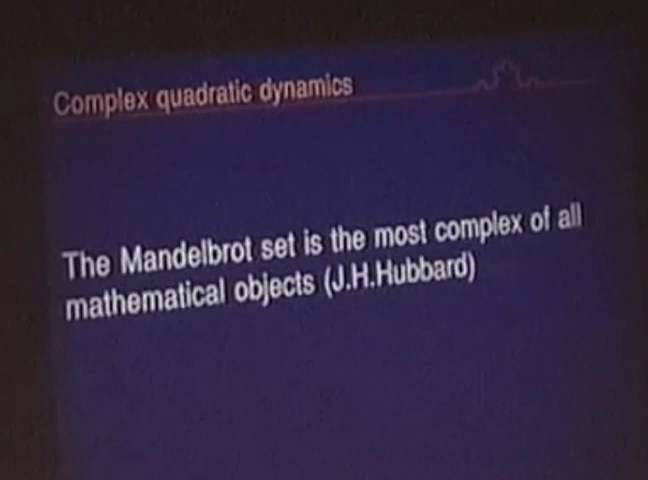 Complex quadratic dynamics
The Mandelbrot set is the most complex of all
mathematical objects (J.H.Hubbard)